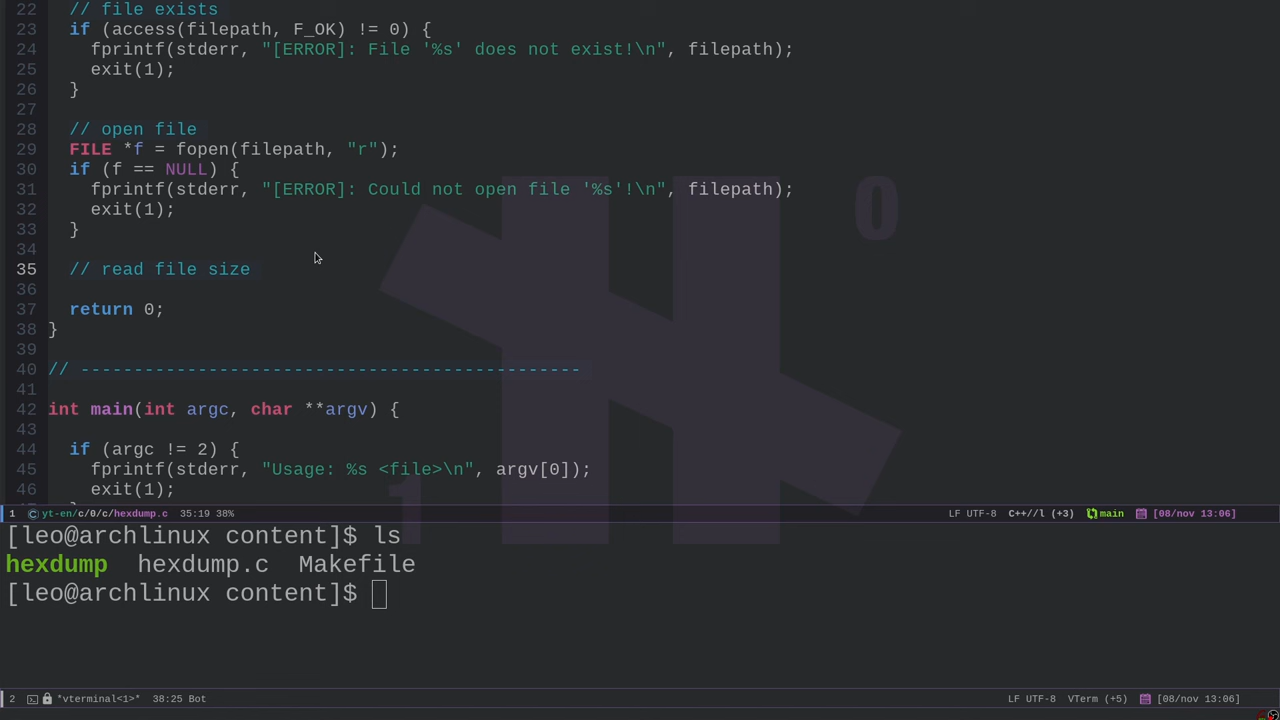 22    // file exists
23    if (access(filepath, F_OK) != 0) {
24      fprintf(stderr, "[ERROR]: File '%s' does not exist!\n", filepath);
25      exit(1);
26    }
27
28    // open file
29    FILE *f = fopen(filepath, "r");
30    if (f == NULL) {
31      fprintf(stderr, "[ERROR]: Could not open file '%s'!\n", filepath);
32      exit(1);
33    }
34
35    // read file size
36
37    return 0;
38  }
39
40  // -----------------------------------------------
41
42  int main(int argc, char **argv) {
43
44    if (argc != 2) {
45      fprintf(stderr, "Usage: %s <file>\n", argv[0]);
46      exit(1);
0
1
1 yt-en/c/0/c/hexdump.c 35:19 38% LF UTF-8 C++//l (+3) main [08/nov 13:06]
[leo@archlinux content]$ ls
hexdump  hexdump.c  Makefile
[leo@archlinux content]$
2 *vterminal<1>* 38:25 Bot LF UTF-8 VTerm (+5) [08/nov 13:06]